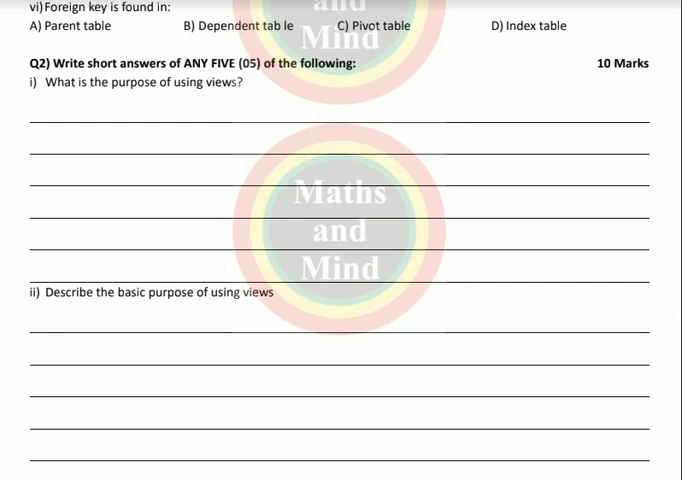 vi) Foreign key is found in:
A) Parent table B) Dependent tab le C) Pivot table D) Index table
and
Mind
Q2) Write short answers of ANY FIVE (05) of the following: 10 Marks
i) What is the purpose of using views?
Maths
and
Mind
ii) Describe the basic purpose of using views